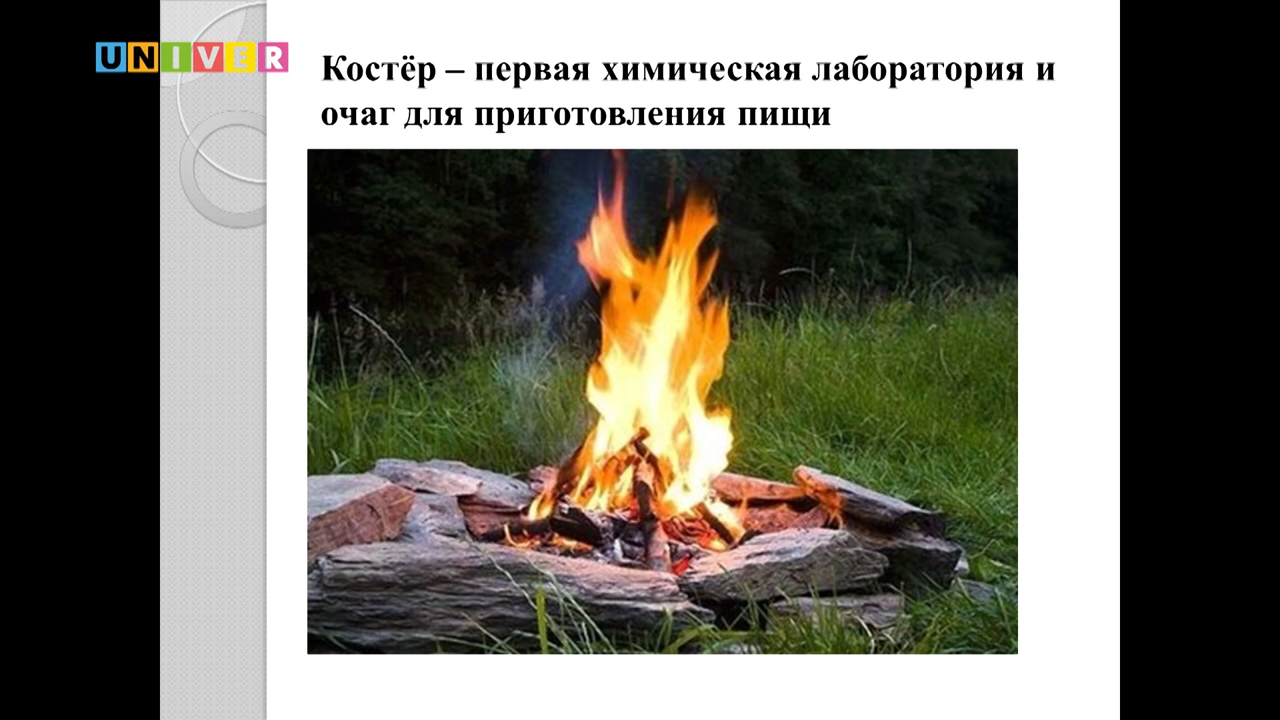 UNIVER
Костёр – первая химическая лаборатория и
очаг для приготовления пищи